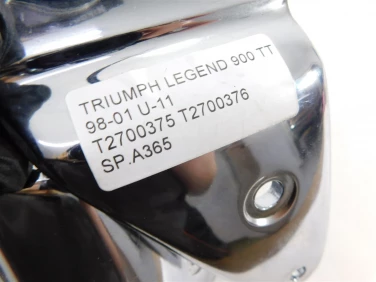 TRIUMPH LEGEND 900 TT
98-01 U-11
T2700375 T2700376
SP.A365